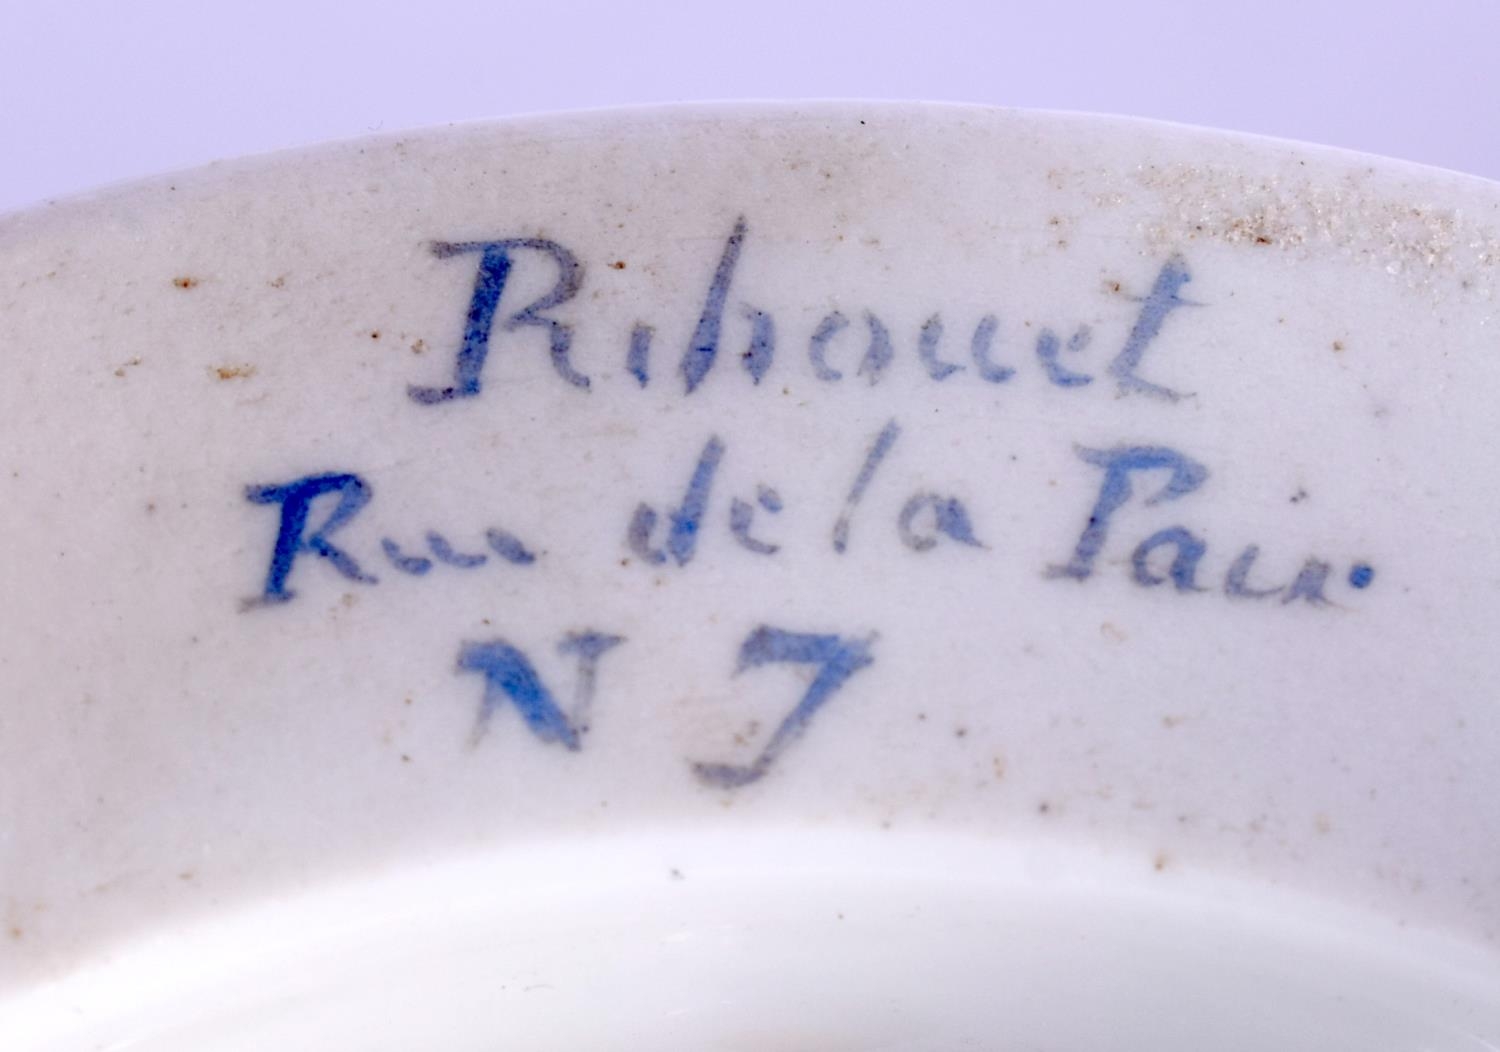 Rihouet
Rue de la Paix.
N 7